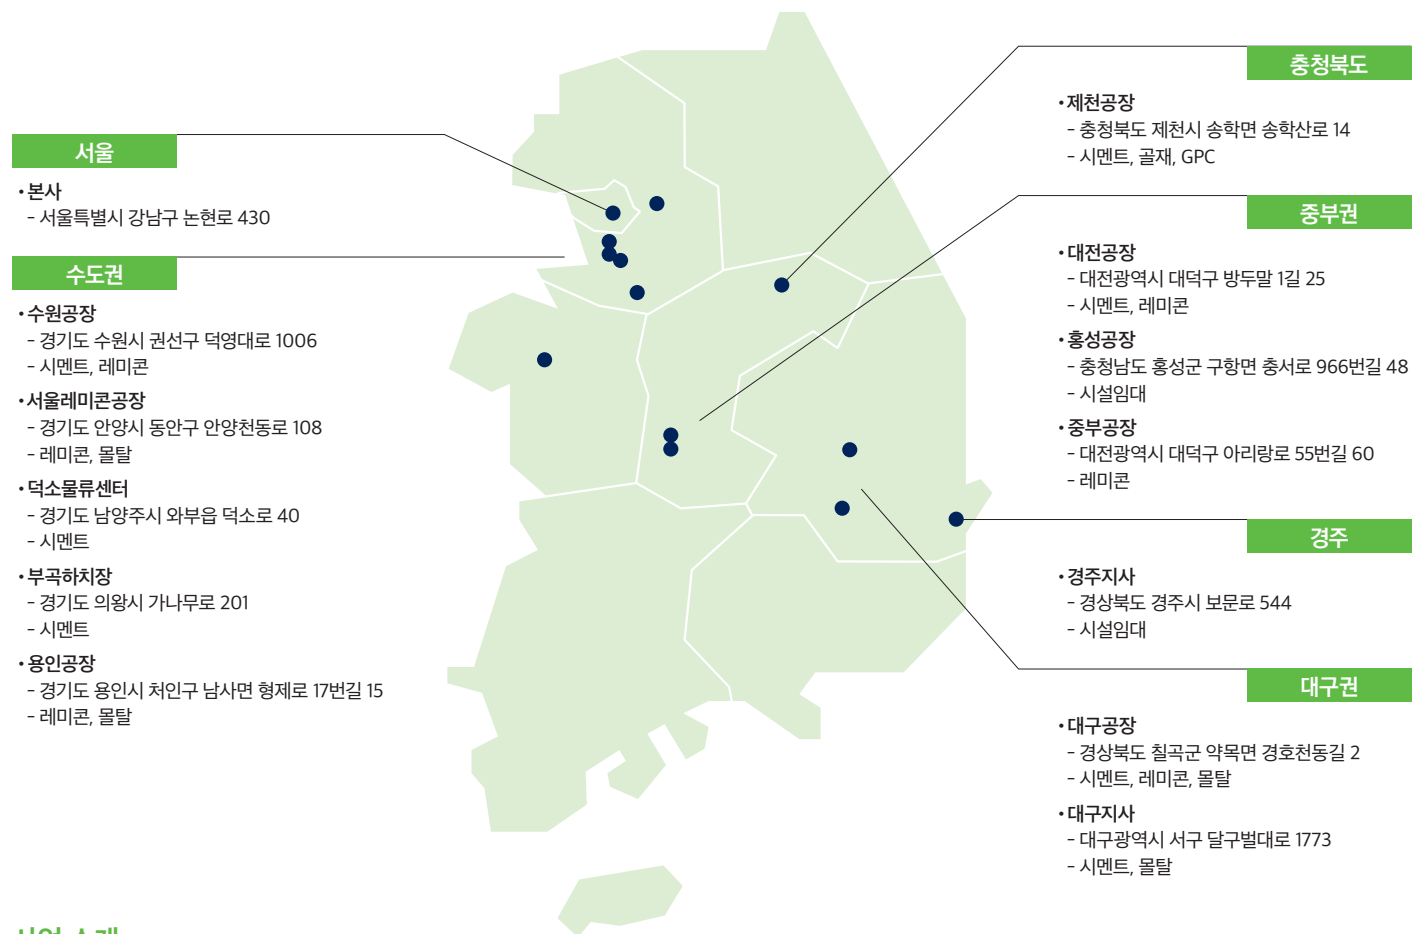 서울
• 본사
– 서울특별시 강남구 논현로 430
수도권
• 수원공장
– 경기도 수원시 권선구 덕영대로 1006
– 시멘트, 레미콘
• 서울레미콘공장
– 경기도 안양시 동안구 안양천동로 108
– 레미콘, 몰탈
• 덕소물류센터
– 경기도 남양주시 와부읍 덕소로 40
– 시멘트
• 부곡하치장
– 경기도 의왕시 가나무로 201
– 시멘트
• 용인공장
– 경기도 용인시 처인구 남사면 형제로 17번길 15
– 레미콘, 몰탈
충청북도
• 제천공장
– 충청북도 제천시 송학면 송학산로 14
– 시멘트, 골재, GPC
중부권
• 대전공장
– 대전광역시 대덕구 방두말 1길 25
– 시멘트, 레미콘
• 홍성공장
– 충청남도 홍성군 구항면 충서로 966번길 48
– 시설임대
• 중부공장
– 대전광역시 대덕구 아리랑로 55번길 60
– 레미콘
경주
• 경주지사
– 경상북도 경주시 보문로 544
– 시설임대
대구권
• 대구공장
– 경상북도 칠곡군 약목면 경호천동길 2
– 시멘트, 레미콘, 몰탈
• 대구지사
– 대구광역시 서구 달구벌대로 1773
– 시멘트, 몰탈